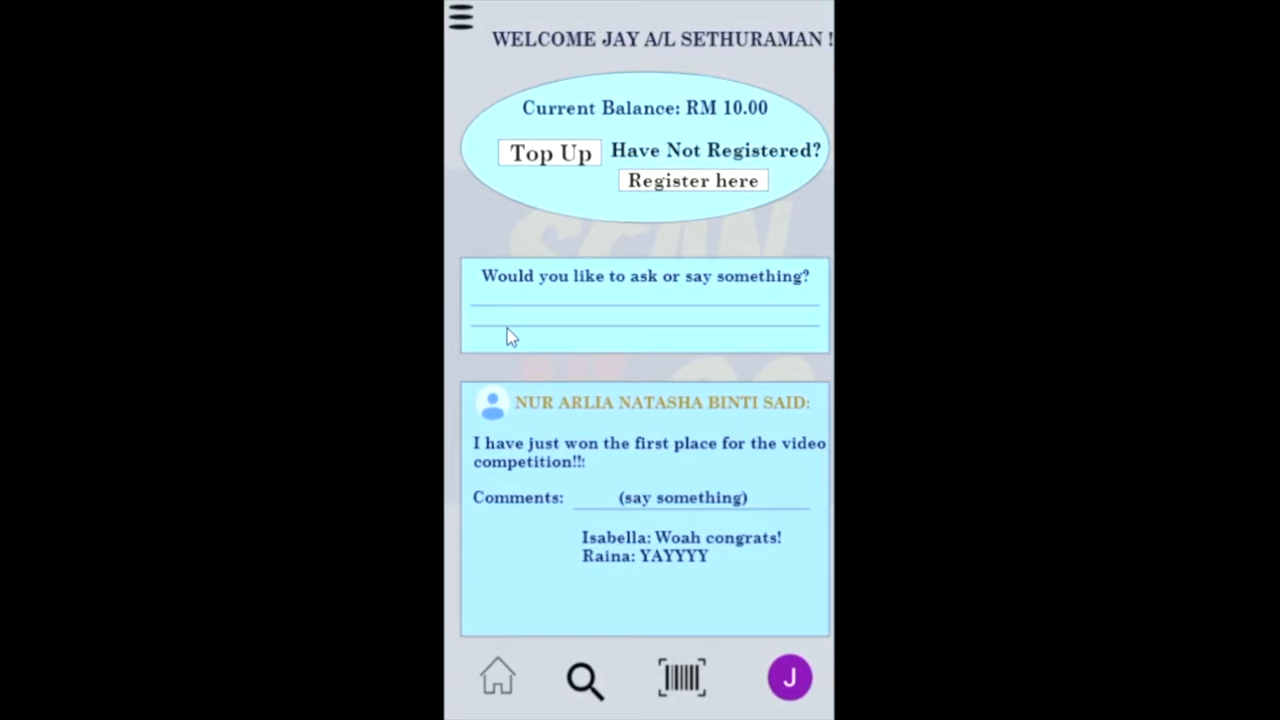 WELCOME JAY A/L SETHURAMAN !
Current Balance: RM 10.00
Top Up
Have Not Registered?
Register here
SCAN
Would you like to ask or say something?
NUR ARLIA NATASHA BINTI SAID:
I have just won the first place for the video
competition!!:
Comments: (say something)
Isabella: Woah congrats!
Raina: YAYYYY
J